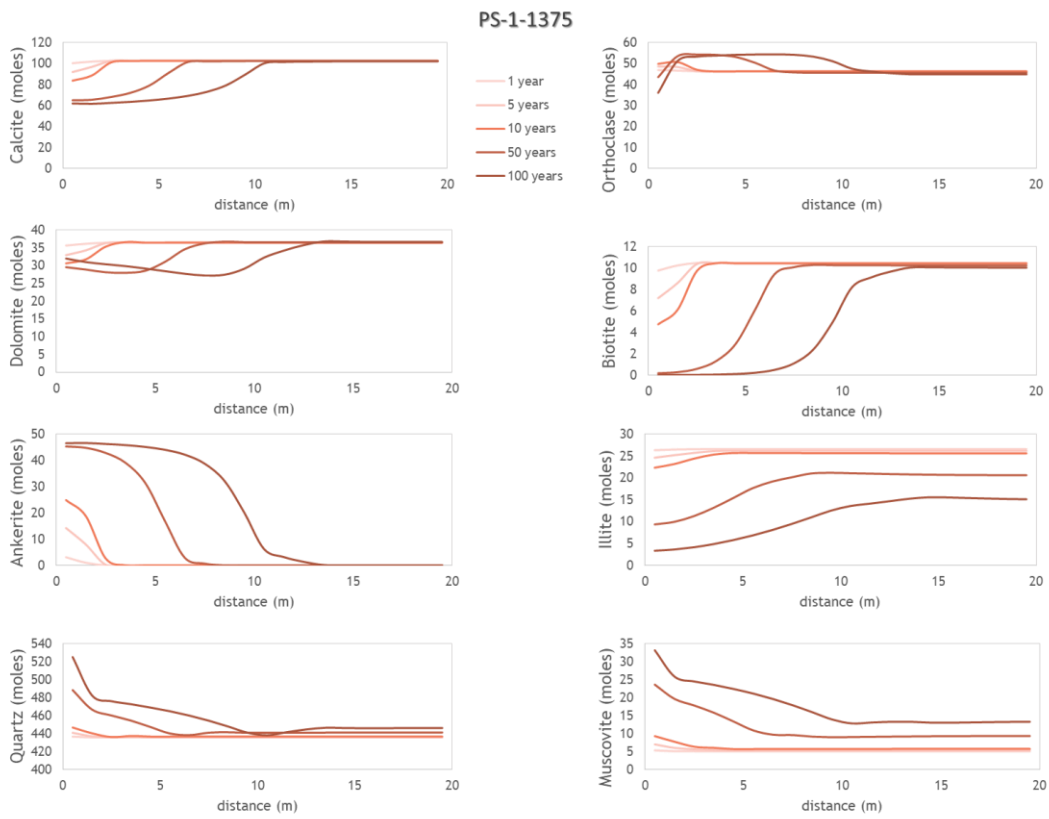 PS-1-1375
Calcite (moles)
120
100
80
60
40
20
0
0 5 10 15 20
distance (m)
1 year
5 years
10 years
50 years
100 years
Orthoclase (moles)
60
50
40
30
20
10
0
0 5 10 15 20
distance (m)
Dolomite (moles)
40
35
30
25
20
15
10
5
0
0 5 10 15 20
distance (m)
Biotite (moles)
12
10
8
6
4
2
0
0 5 10 15 20
distance (m)
Ankerite (moles)
50
40
30
20
10
0
0 5 10 15 20
distance (m)
Illite (moles)
30
25
20
15
10
5
0
0 5 10 15 20
distance (m)
Quartz (moles)
540
520
500
480
460
440
420
400
0 5 10 15 20
distance (m)
Muscovite (moles)
35
30
25
20
15
10
5
0
0 5 10 15 20
distance (m)